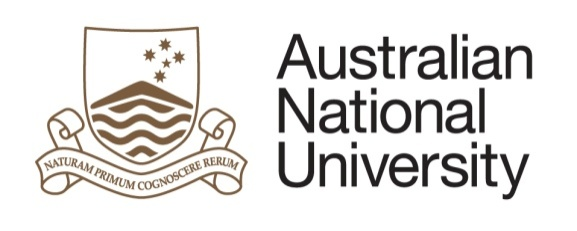 Australian
National
University
NATURAM PRIMUM COGNOSCERE RERUM